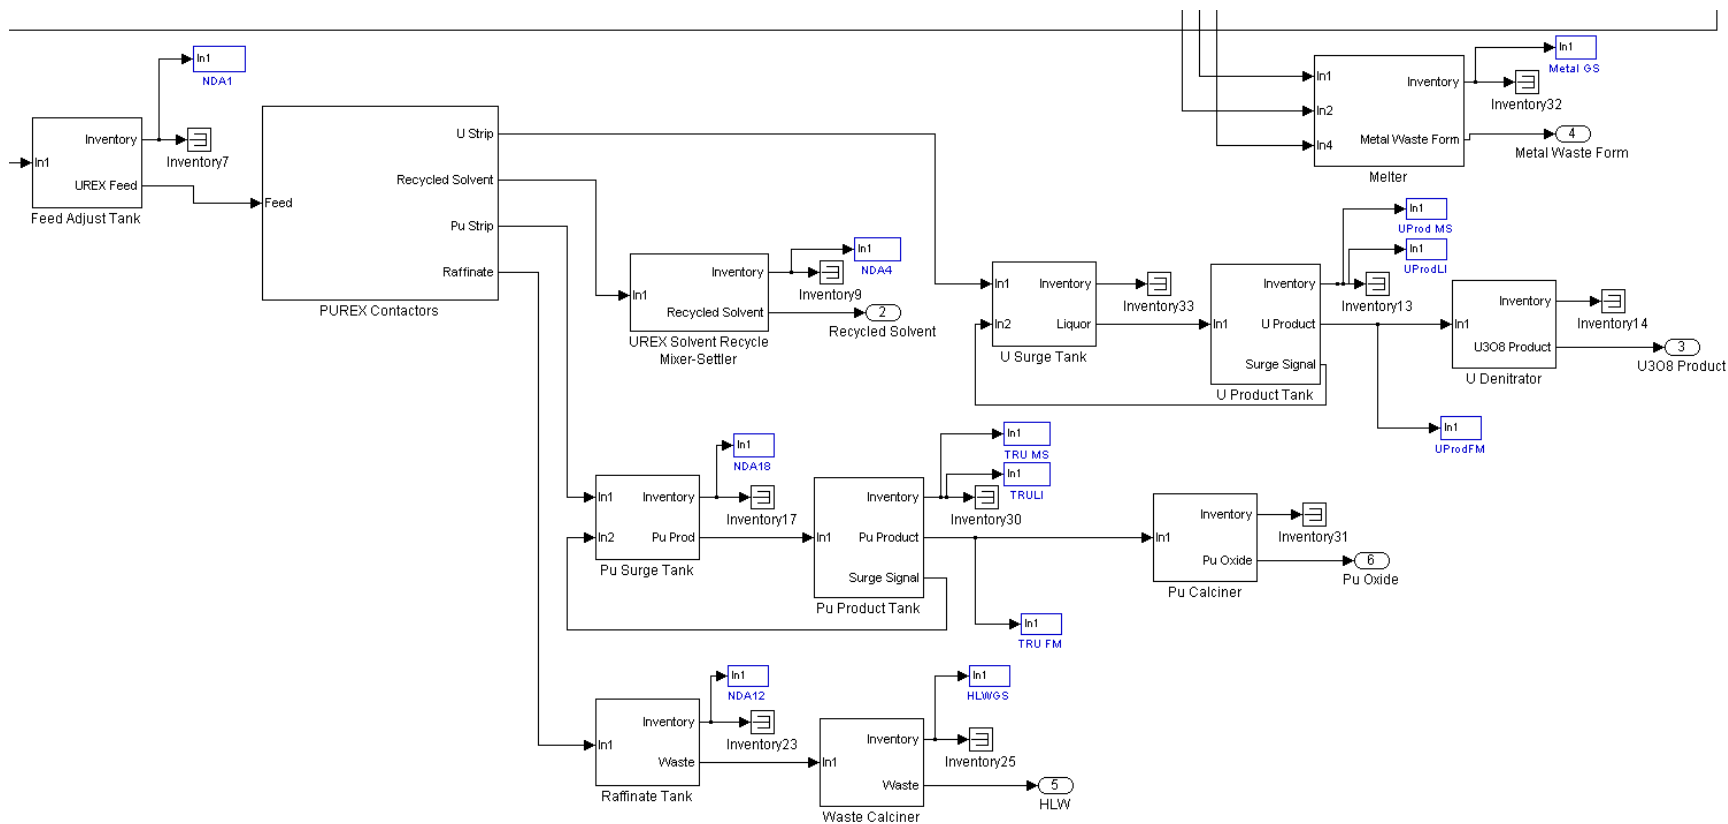 In1
NDA1
Inventory
Inventory7
In1
UREX Feed
Feed Adjust Tank
U Strip
Recycled Solvent
Feed
Pu Strip
Raffinate
PUREX Contactors
In1
Metal GS
In1
Inventory
Inventory32
In2
Metal Waste Form
In4
4
Metal Waste Form
Melter
In1
NDA4
Inventory
Inventory9
In1
Recycled Solvent
2
Recycled Solvent
UREX Solvent Recycle
Mixer-Settler
In1
Inventory
Inventory33
In2
Liquor
U Surge Tank
In1
UProd MS
In1
UProdLI
Inventory
Inventory13
In1
U Product
Surge Signal
U Product Tank
Inventory
Inventory14
In1
U3O8 Product
3
U3O8 Product
U Denitrator
In1
UProdFM
In1
NDA18
In1
Inventory
Inventory17
In2
Pu Prod
Pu Surge Tank
In1
TRU MS
In1
TRULI
Inventory
Inventory30
In1
Pu Product
Surge Signal
Pu Product Tank
In1
TRU FM
Inventory
Inventory31
In1
Pu Oxide
6
Pu Oxide
Pu Calciner
In1
NDA12
Inventory
Inventory23
In1
Waste
Raffinate Tank
In1
HLWGS
Inventory
Inventory25
In1
Waste
5
HLW
Waste Calciner